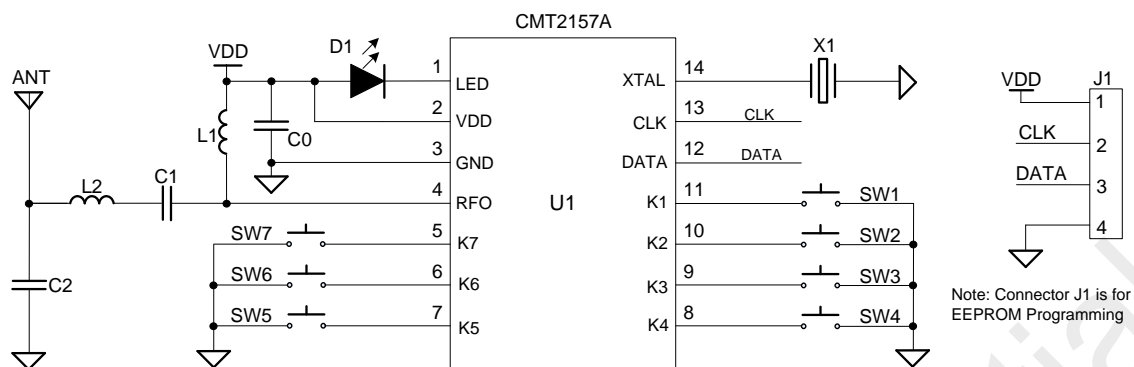 CMT2157A
VDD
D1
X1
ANT
J1
1
LED
14
XTAL
VDD
1
2
VDD
13
CLK
CLK
CLK
2
L1
C0
3
GND
12
DATA
DATA
DATA
3
L2
C1
4
RFO
U1
11
K1
SW1
4
SW7
5
K7
10
K2
SW2
C2
SW6
6
K6
9
K3
SW3
Note: Connector J1 is for
EEPROM Programming
SW5
7
K5
8
K4
SW4